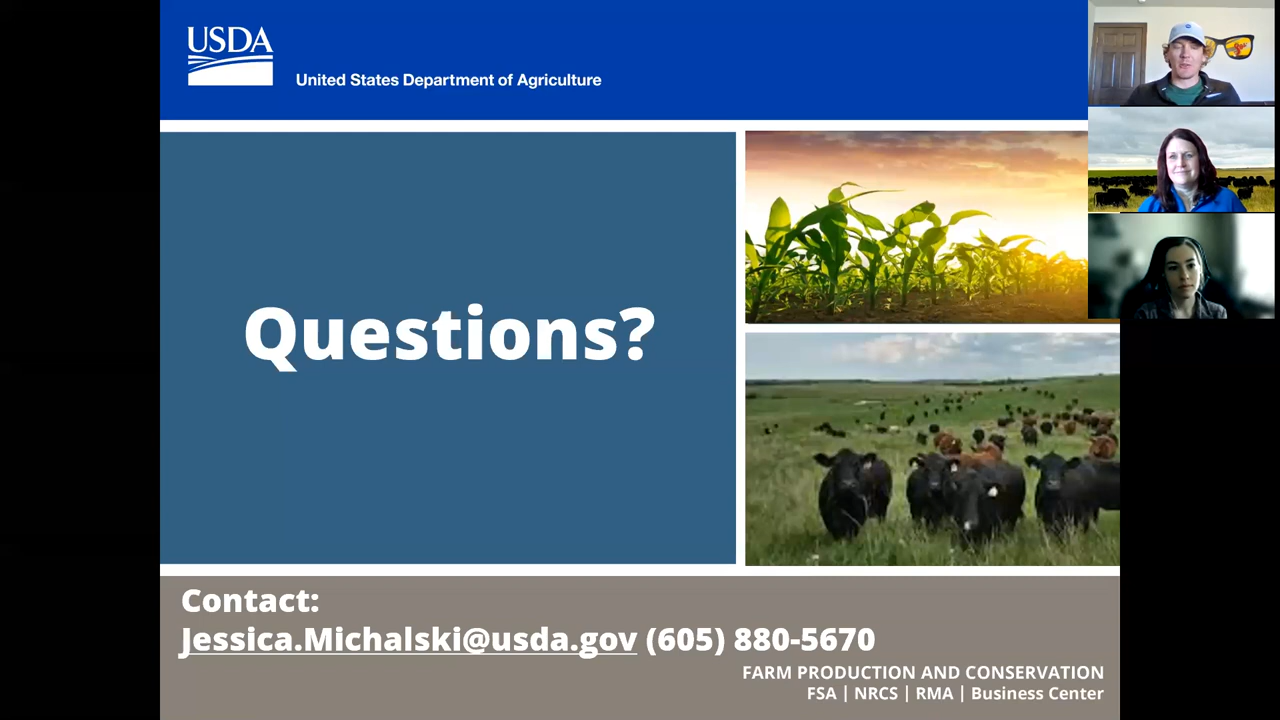 USDA
United States Department of Agriculture
Questions?
Contact:
Jessica.Michalski@usda.gov (605) 880-5670
FARM PRODUCTION AND CONSERVATION
FSA | NRCS | RMA | Business Center